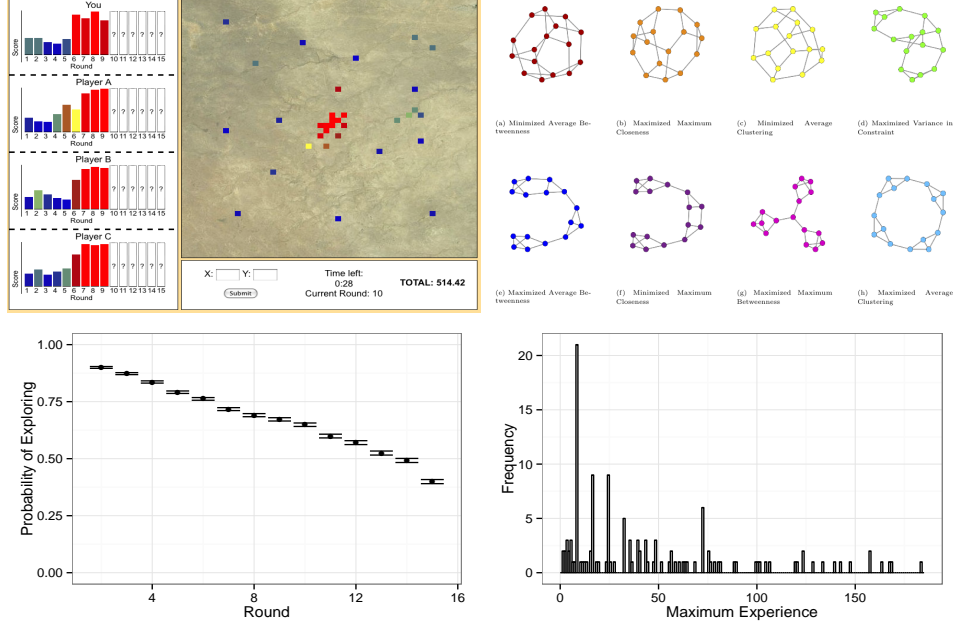 You
Score
? ? ? ? ? ?
1 2 3 4 5 6 7 8 9 10 11 12 13 14 15
Round
Player A
Score
? ? ? ? ? ?
1 2 3 4 5 6 7 8 9 10 11 12 13 14 15
Round
Player B
Score
? ? ? ? ? ?
1 2 3 4 5 6 7 8 9 10 11 12 13 14 15
Round
Player C
Score
? ? ? ? ? ?
1 2 3 4 5 6 7 8 9 10 11 12 13 14 15
Round
X: Y:
Submit
Time left:
0:28
Current Round: 10
TOTAL: 514.42
(a) Minimized Average Be-
tweenness
(b) Maximized Maximum
Closeness
(c) Minimized Average
Clustering
(d) Maximized Variance in
Constraint
(e) Maximized Average Be-
tweenness
(f) Minimized Maximum
Closeness
(g) Maximized Maximum
Betweenness
(h) Maximized Average
Clustering
Probability of Exploring
1.00
0.75
0.50
0.25
0.00
4 8 12 16
Round
Frequency
20
15
10
5
0
0 50 100 150
Maximum Experience